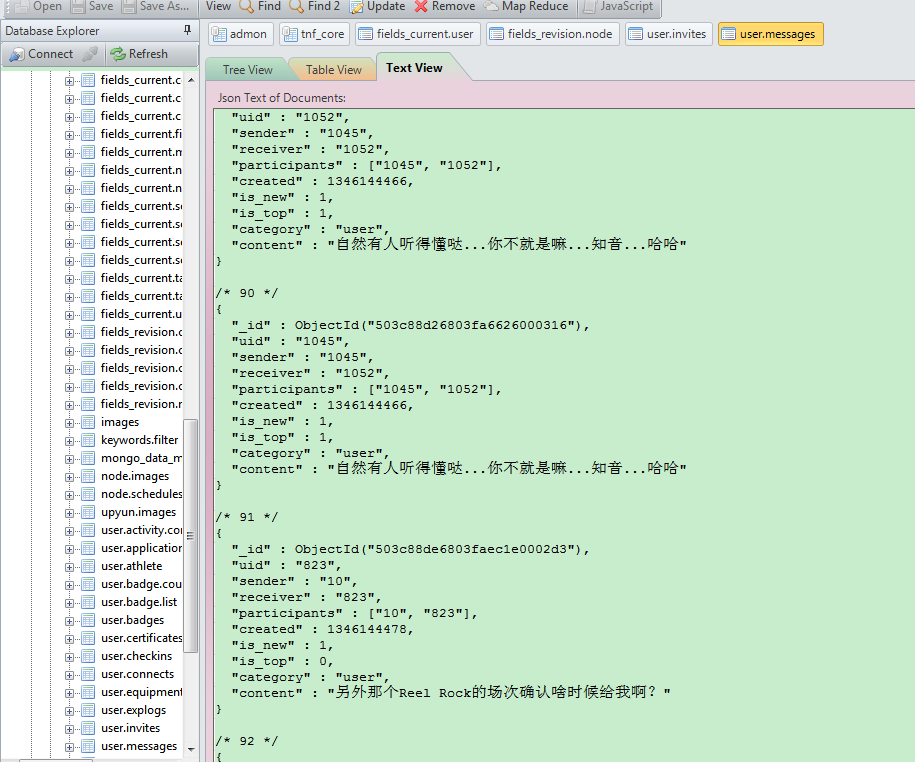 Open Save Save As... View Find Find 2 Update Remove Map Reduce JavaScript
Database Explorer
Connect Refresh
admon tnf_core fields_current.user fields_revision.node user.invites user.messages
Tree View Table View Text View
Json Text of Documents:
fields_current.c
fields_current.c
fields_current.c
fields_current.fi
fields_current.m
fields_current.n
fields_current.n
fields_current.se
fields_current.se
fields_current.se
fields_current.se
fields_current.ta
fields_current.ta
fields_current.u
fields_revision.c
fields_revision.c
fields_revision.c
fields_revision.c
fields_revision.r
images
keywords.filter
mongo_data_m
node.images
node.schedules
upyun.images
user.activity.cor
user.application
user.athlete
user.badge.cou
user.badge.list
user.badges
user.certificates
user.checkins
user.connects
user.equipment
user.explogs
user.invites
user.messages
"uid" : "1052",
"sender" : "1045",
"receiver" : "1052",
"participants" : ["1045", "1052"],
"created" : 1346144466,
"is_new" : 1,
"is_top" : 1,
"category" : "user",
"content" : "自然有人听得懂哒...你不就是嘛...知音...哈哈"
}
/* 90 */
{
"_id" : ObjectId("503c88d26803fa6626000316"),
"uid" : "1045",
"sender" : "1045",
"receiver" : "1052",
"participants" : ["1045", "1052"],
"created" : 1346144466,
"is_new" : 1,
"is_top" : 1,
"category" : "user",
"content" : "自然有人听得懂哒...你不就是嘛...知音...哈哈"
}
/* 91 */
{
"_id" : ObjectId("503c88de6803faec1e0002d3"),
"uid" : "823",
"sender" : "10",
"receiver" : "823",
"participants" : ["10", "823"],
"created" : 1346144478,
"is_new" : 1,
"is_top" : 0,
"category" : "user",
"content" : "另外那个Reel Rock的场次确认啥时候给我啊？"
}
/* 92 */
{